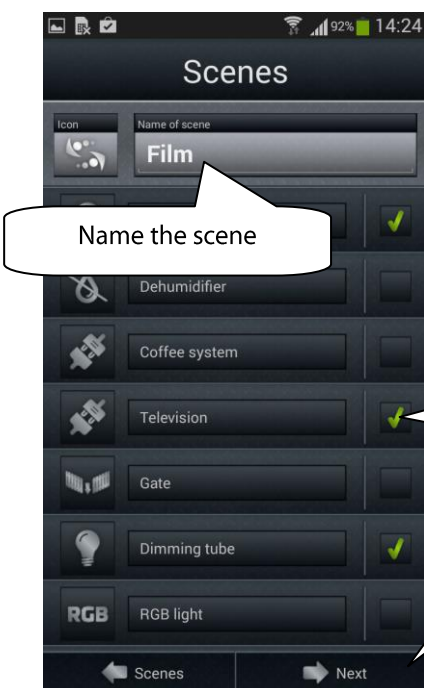 92% 14:24
Scenes
Icon
Name of scene
Film
Name the scene
Dehumidifier
Coffee system
Television
Gate
Dimming tube
RGB
RGB light
Scenes
Next